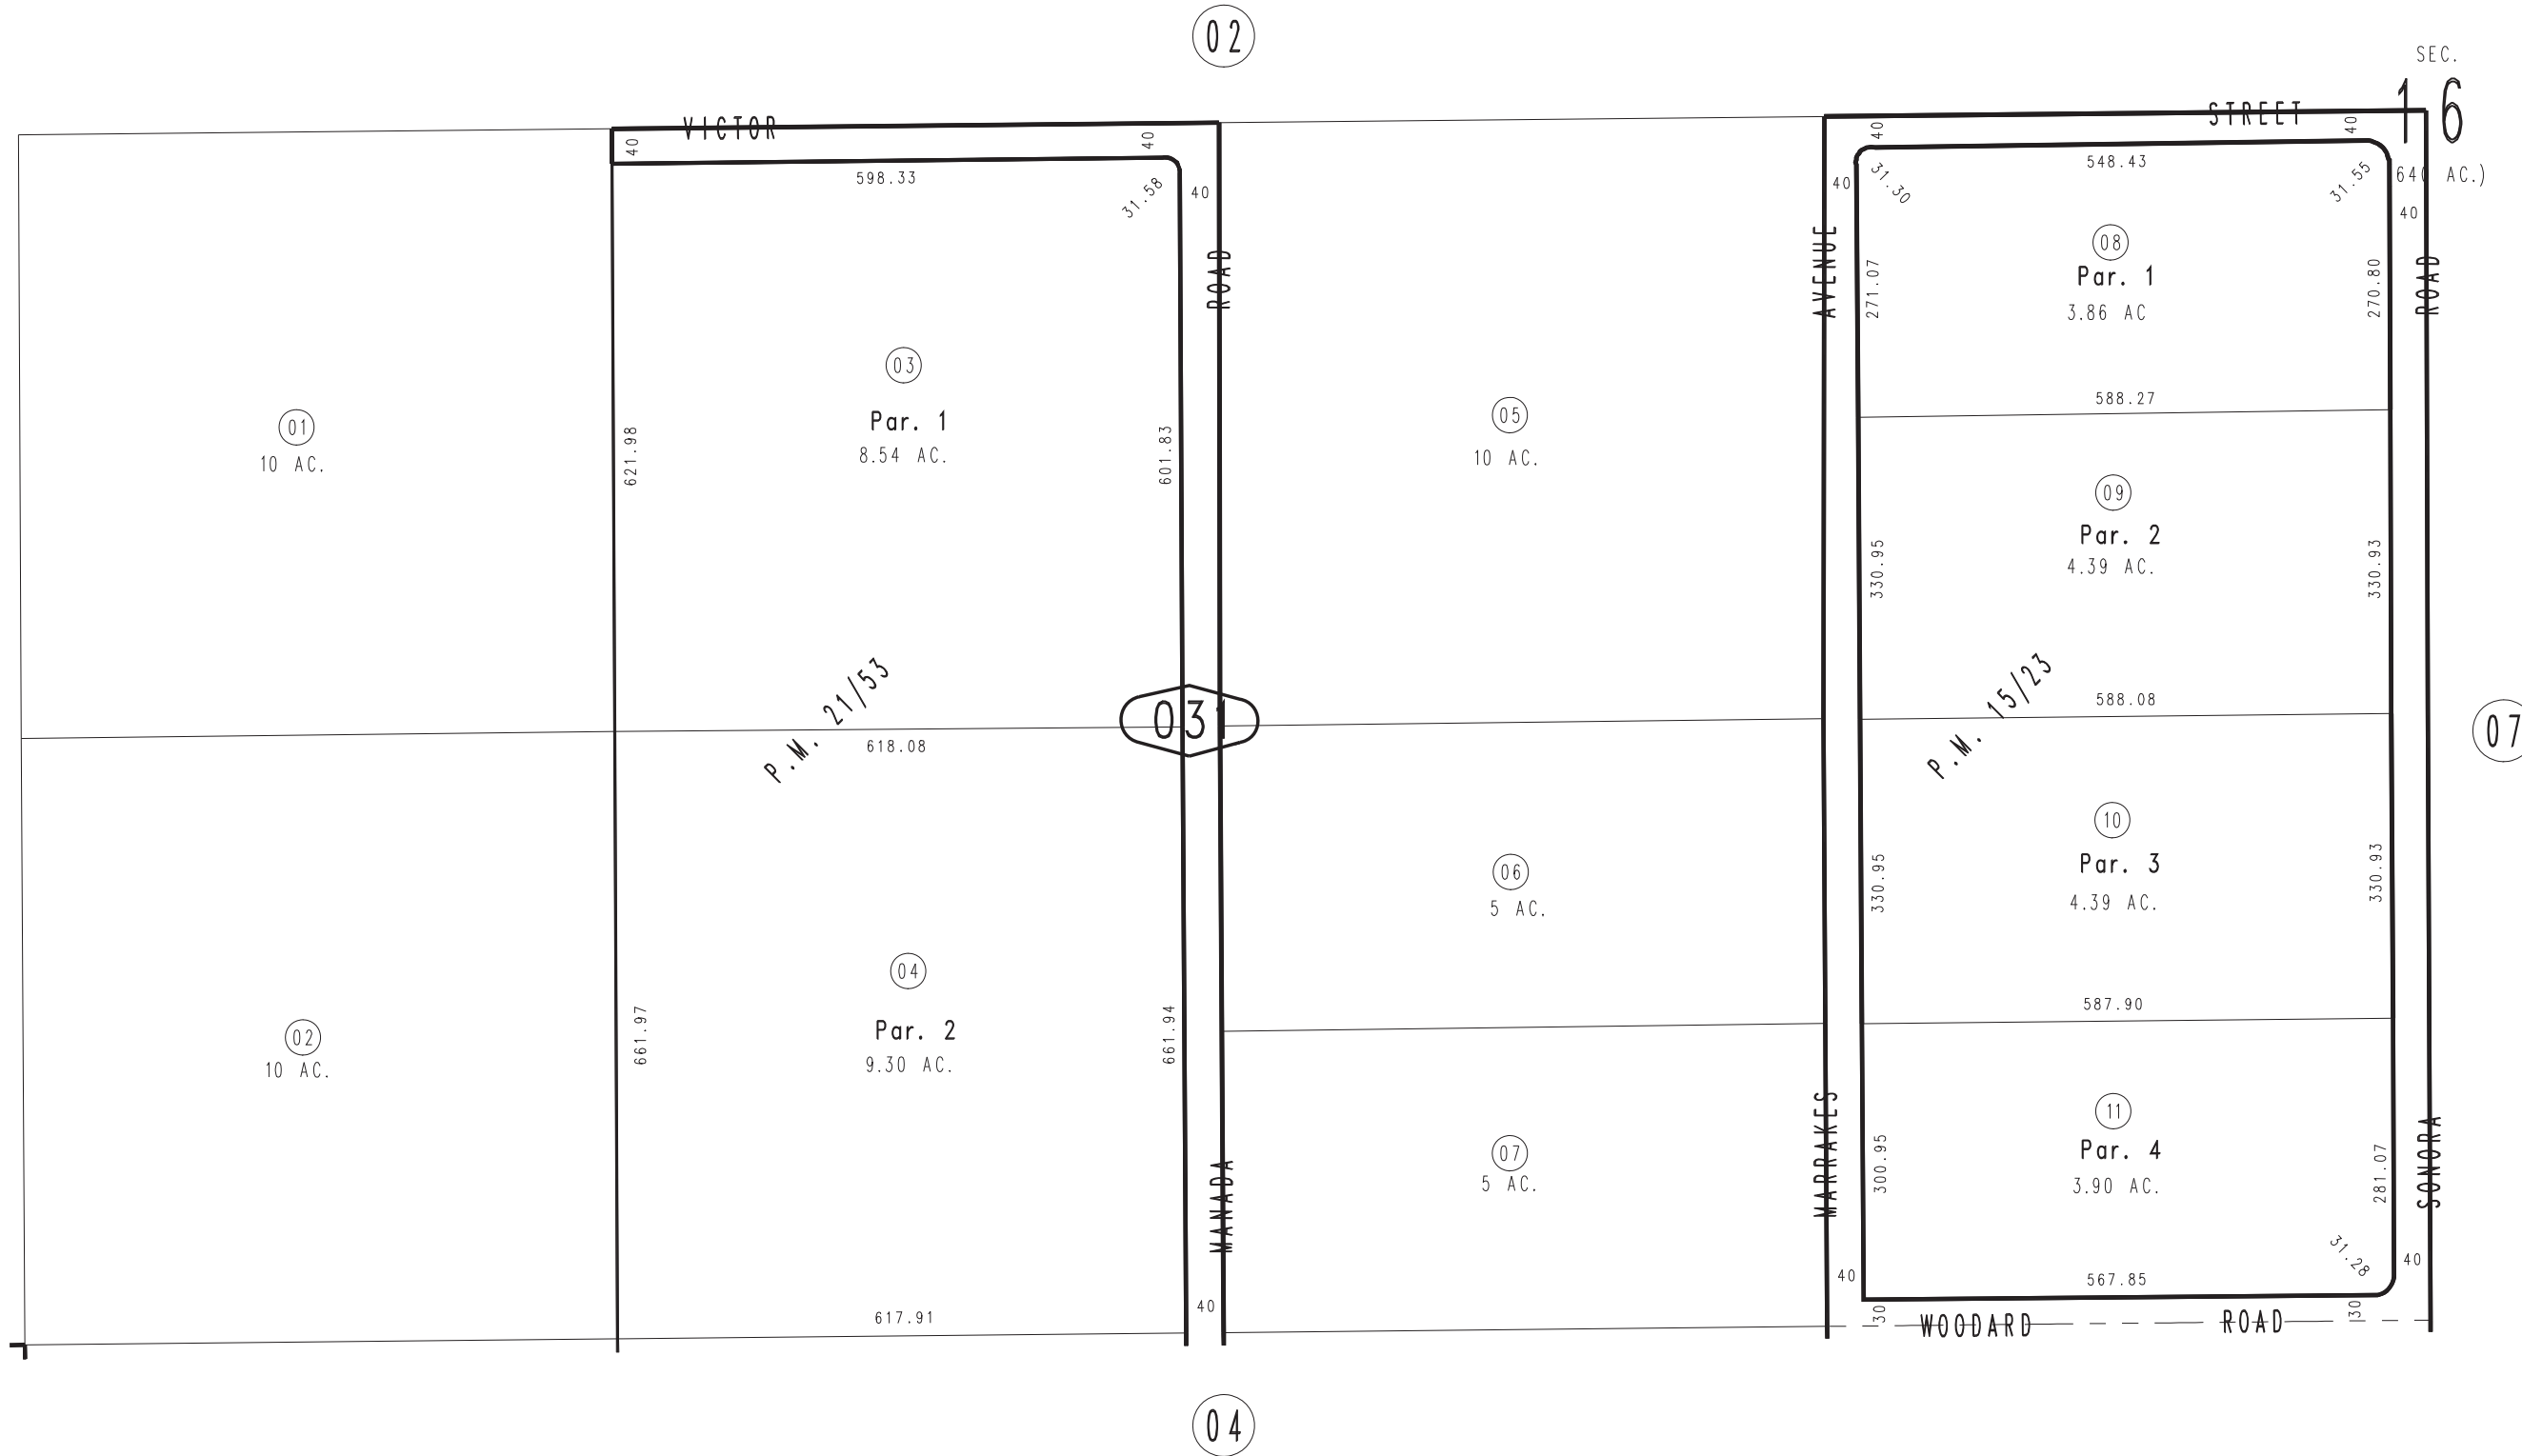 02
SEC.
16
640 AC.)
VICTOR
STREET
40
40
40
40
598.33
548.43
31.58
40
40
31.30
31.55
40
ROAD
AVENUE
ROAD
08
Par. 1
3.86 AC
271.07
270.80
588.27
03
Par. 1
8.54 AC.
621.98
601.83
01
10 AC.
05
10 AC.
09
Par. 2
4.39 AC.
330.95
330.93
588.08
P.M. 21/53
618.08
031
P.M. 15/23
07
10
Par. 3
4.39 AC.
330.95
330.93
587.90
06
5 AC.
04
Par. 2
9.30 AC.
661.97
661.94
02
10 AC.
11
Par. 4
3.90 AC.
300.95
281.07
07
5 AC.
MANADA
MARRAKES
SONORA
31.28
40
40
40
567.85
617.91
30
30
WOODARD ROAD
04